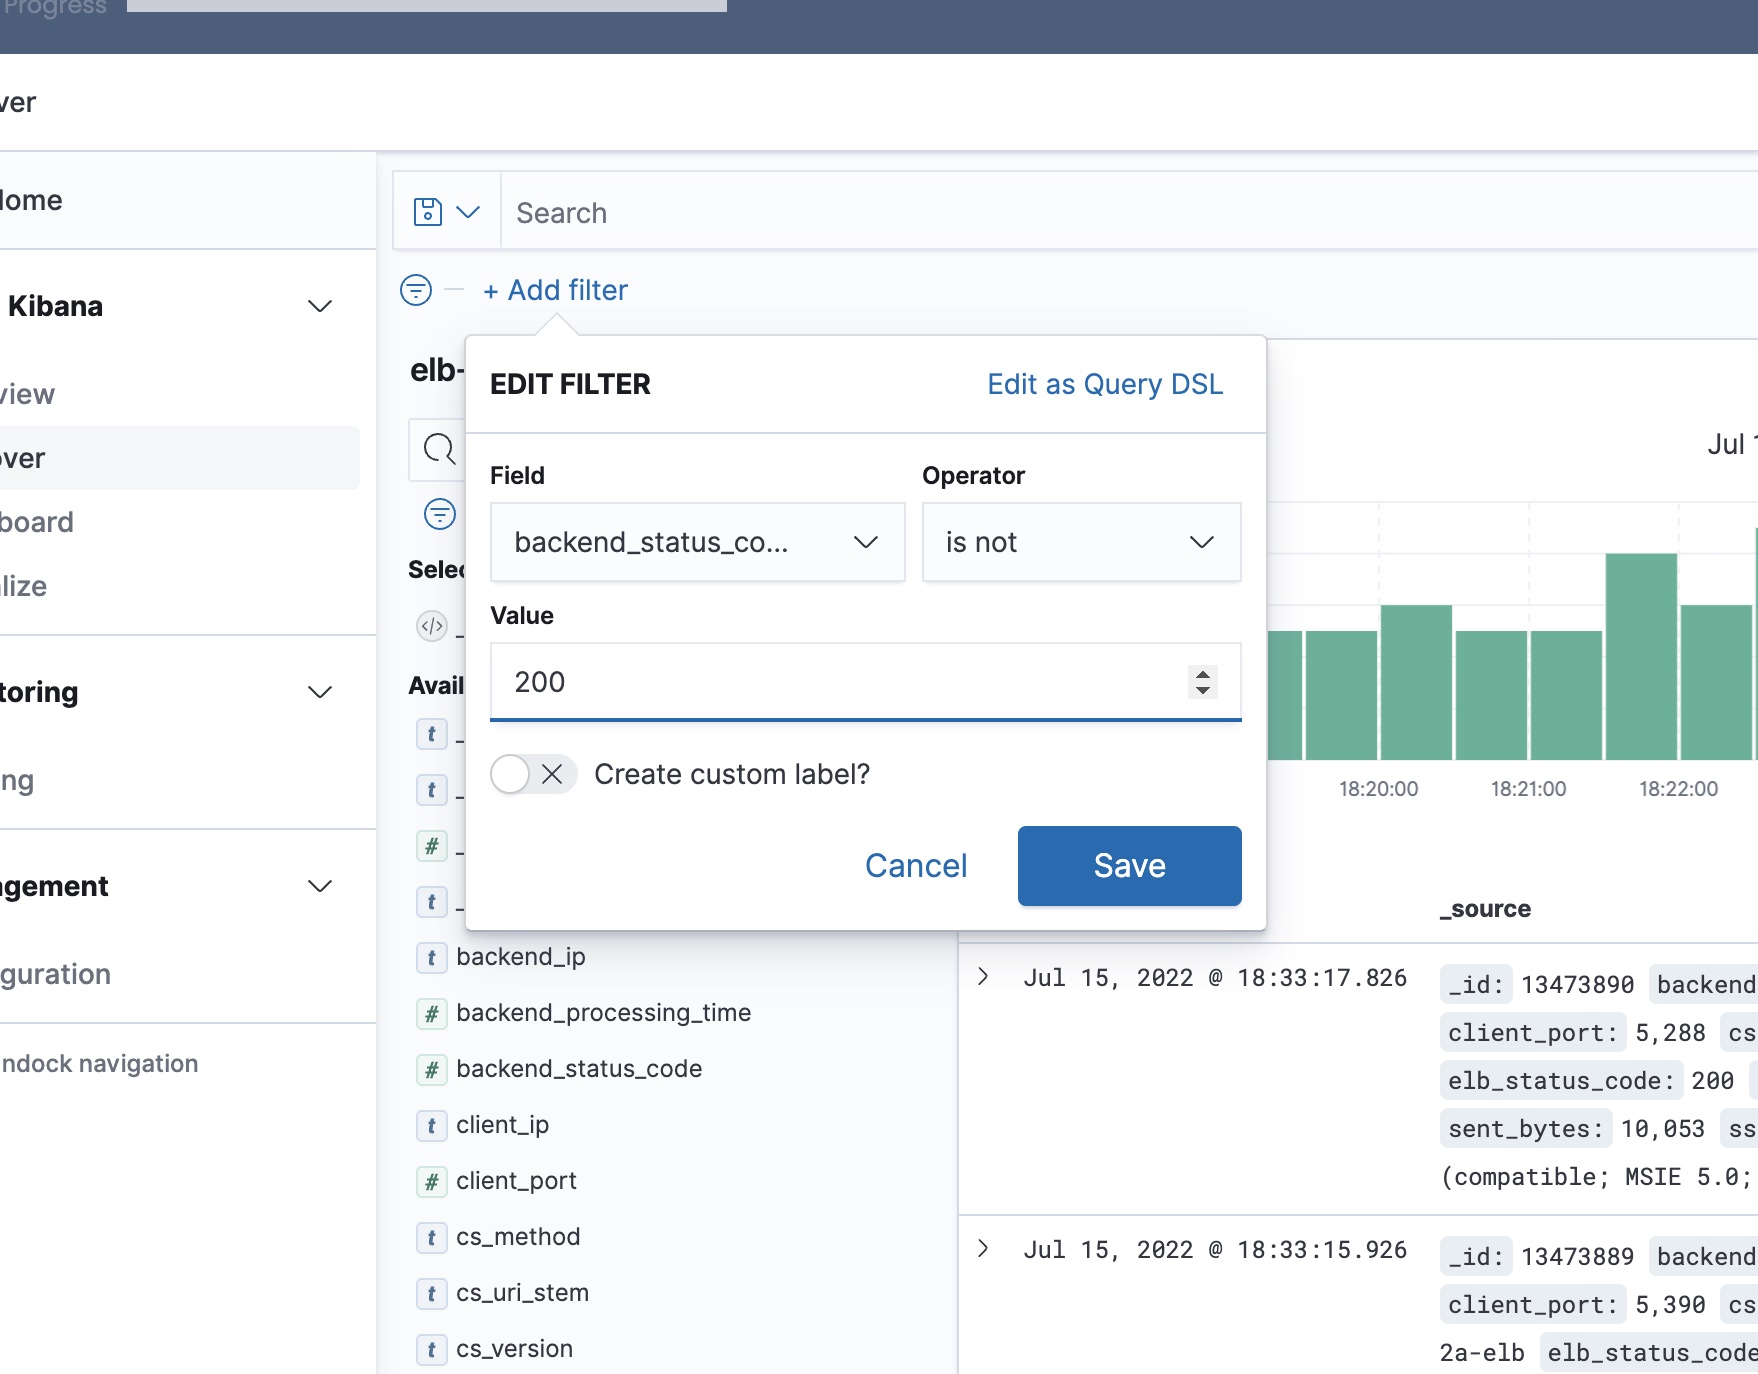 Progress
ver
Home
Search
Kibana
+ Add filter
elb-
EDIT FILTER
Edit as Query DSL
view
Jul 1
over
Field
Operator
backend_status_co...
is not
board
Selec
Value
lize
</> _
200
Avail
toring
t _
Create custom label?
ng
t _
18:20:00
18:21:00
18:22:00
# _
Cancel
Save
agement
t _
_source
t backend_ip
guration
Jul 15, 2022 @ 18:33:17.826
_id: 13473890 backend
# backend_processing_time
client_port: 5,288 cs
ndock navigation
# backend_status_code
elb_status_code: 200
t client_ip
sent_bytes: 10,053 ss
# client_port
(compatible; MSIE 5.0;
t cs_method
Jul 15, 2022 @ 18:33:15.926
_id: 13473889 backend
t cs_uri_stem
client_port: 5,390 cs
t cs_version
2a-elb elb_status_code